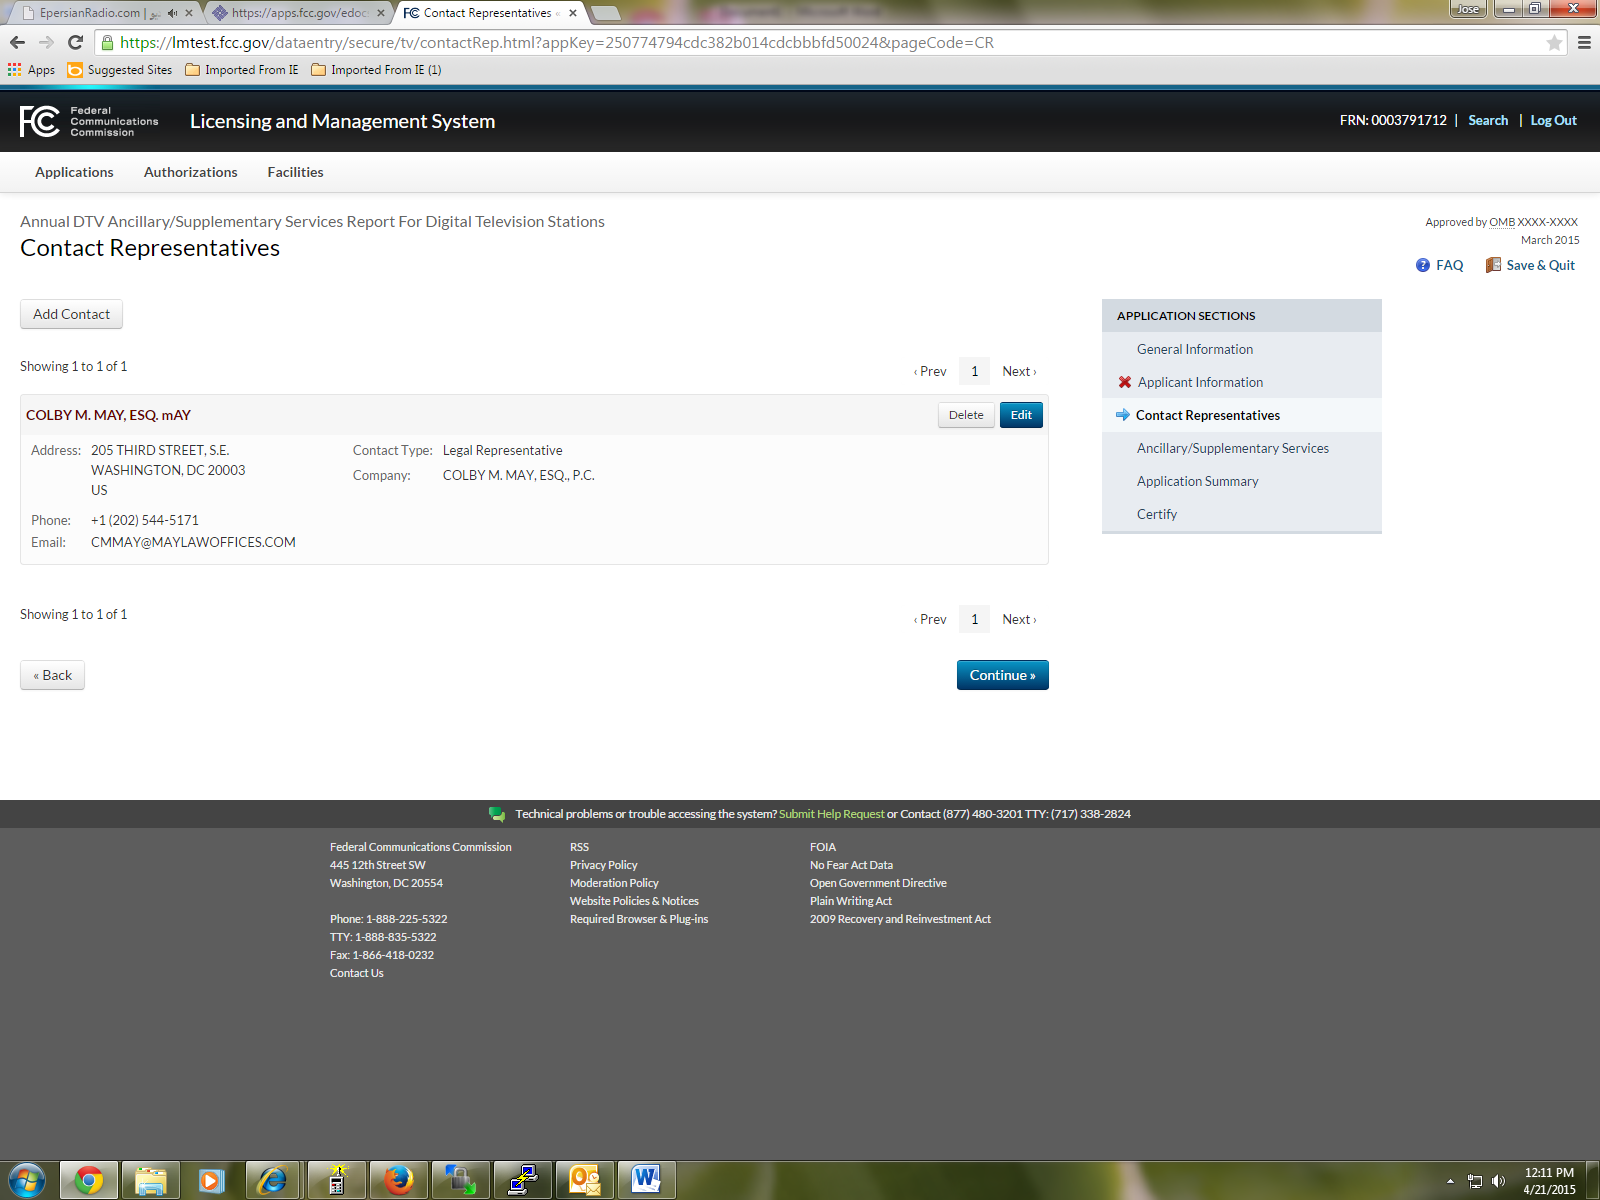 EpersianRadio.com |
https://apps.fcc.gov/edocs
Contact Representatives «
Jose
https://lmtest.fcc.gov/dataentry/secure/tv/contactRep.html?appKey=250774794cdc382b014cdcbbbfd50024&pageCode=CR
Apps Suggested Sites Imported From IE Imported From IE (1)
FCC Federal Communications Commission
Licensing and Management System
FRN: 0003791712 | Search | Log Out
Applications Authorizations Facilities
Annual DTV Ancillary/Supplementary Services Report For Digital Television Stations
Contact Representatives
Approved by OMB XXXX-XXXX
March 2015
FAQ Save & Quit
Add Contact
Showing 1 to 1 of 1
‹ Prev 1 Next ›
COLBY M. MAY, ESQ. mAY
Delete Edit
Address: 205 THIRD STREET, S.E.
WASHINGTON, DC 20003
US
Phone: +1 (202) 544-5171
Email: CMMAY@MAYLAWOFFICES.COM
Contact Type: Legal Representative
Company: COLBY M. MAY, ESQ., P.C.
Showing 1 to 1 of 1
‹ Prev 1 Next ›
« Back
Continue »
APPLICATION SECTIONS
General Information
Applicant Information
Contact Representatives
Ancillary/Supplementary Services
Application Summary
Certify
Technical problems or trouble accessing the system? Submit Help Request or Contact (877) 480-3201 TTY: (717) 338-2824
Federal Communications Commission
445 12th Street SW
Washington, DC 20554
Phone: 1-888-225-5322
TTY: 1-888-835-5322
Fax: 1-866-418-0232
Contact Us
RSS
Privacy Policy
Moderation Policy
Website Policies & Notices
Required Browser & Plug-ins
FOIA
No Fear Act Data
Open Government Directive
Plain Writing Act
2009 Recovery and Reinvestment Act
12:11 PM
4/21/2015